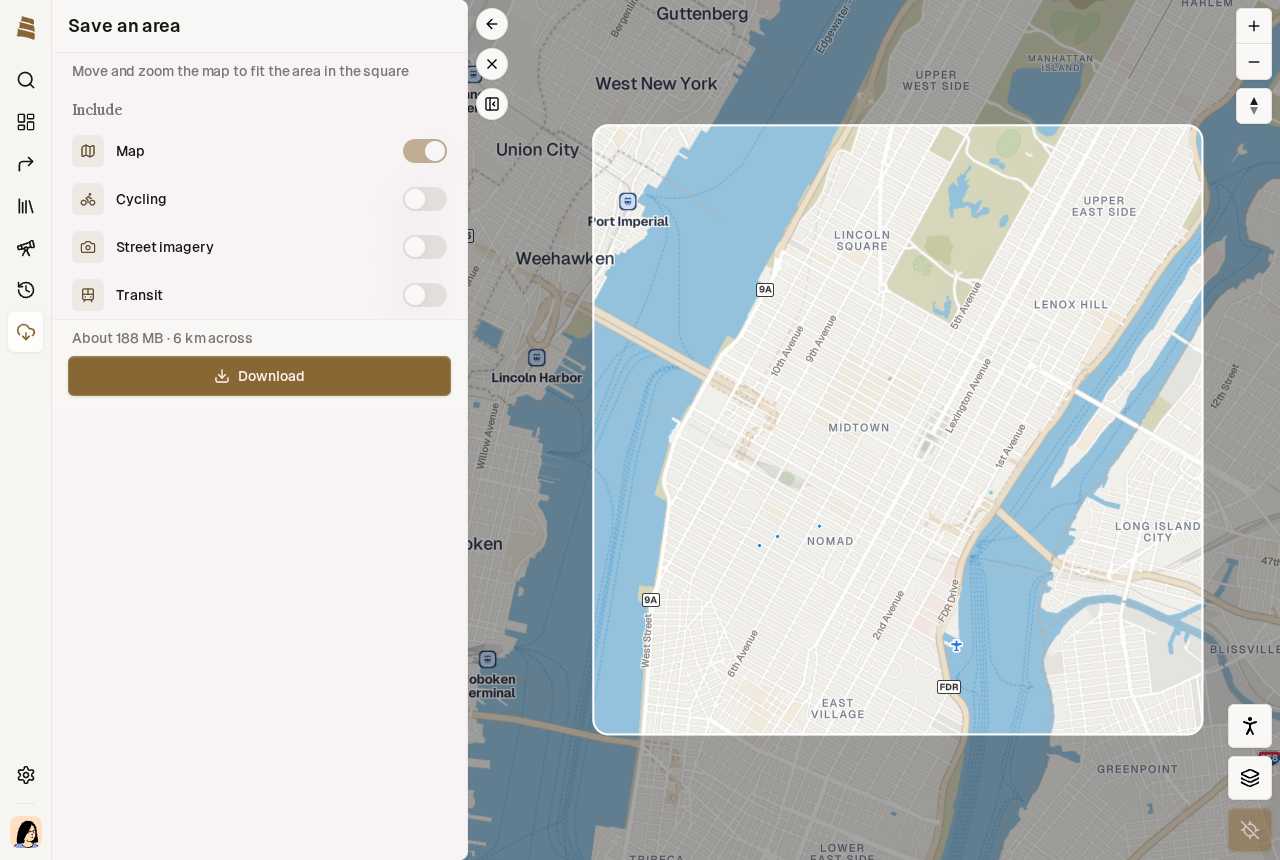 Save an area
Move and zoom the map to fit the area in the square
Include
Map
Cycling
Street imagery
Transit
About 188 MB · 6 km across
Download
Guttenberg
Edgewater
HARLEM
UPPER
WEST SIDE
MANHATTAN
ISLAND
West New York
Union City
Port Imperial
UPPER
EAST SIDE
LINCOLN
SQUARE
Weehawken
9A
LENOX HILL
5th Avenue
10th Avenue
9th Avenue
Lincoln Harbor
Lexington Avenue
12th Street
Willow Avenue
MIDTOWN
1st Avenue
LONG ISLAND
CITY
NOMAD
47th
9A
FDR Drive
2nd Avenue
West Street
6th Avenue
BLISSVILLE
oboken
erminal
FDR
EAST
VILLAGE
GREENPOINT
LOWER
EAST SIDE
TRIBECA